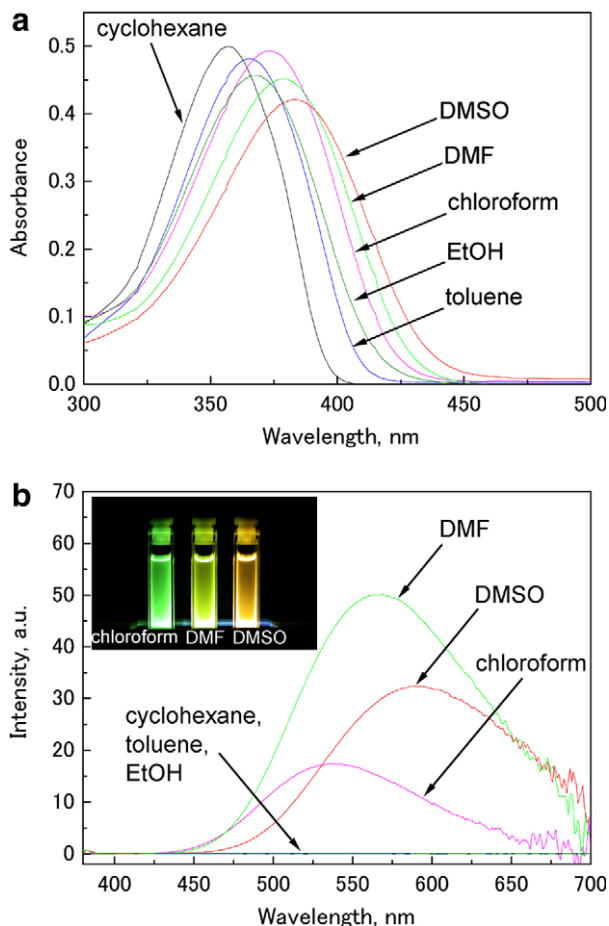 a
cyclohexane
DMSO
DMF
chloroform
EtOH
toluene
Absorbance
0.5
0.4
0.3
0.2
0.1
0.0
300 350 400 450 500
Wavelength, nm
b
70
60
50
40
30
20
10
0
Intensity, a.u.
chloroform DMF DMSO
DMF
DMSO
chloroform
cyclohexane,
toluene,
EtOH
400 450 500 550 600 650 700
Wavelength, nm